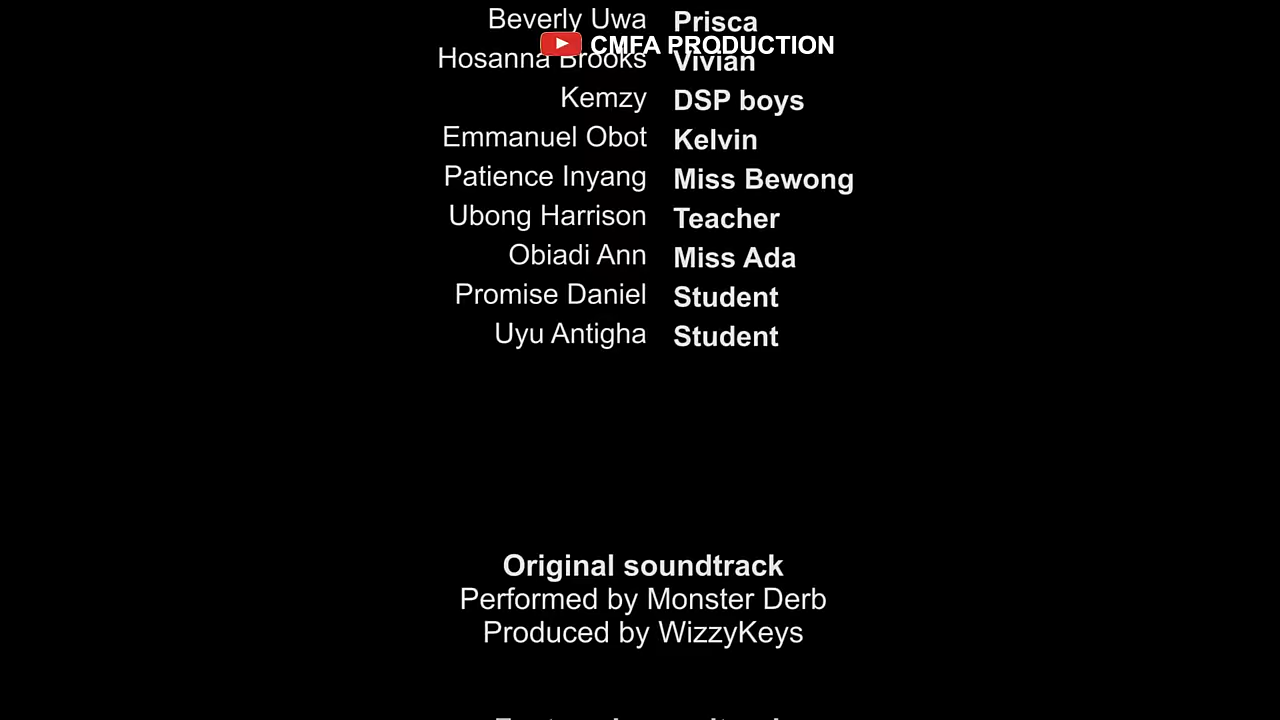 Beverly Uwa Prisca
CMFA PRODUCTION
Hosanna Brooks Vivian
Kemzy DSP boys
Emmanuel Obot Kelvin
Patience Inyang Miss Bewong
Ubong Harrison Teacher
Obiadi Ann Miss Ada
Promise Daniel Student
Uyu Antigha Student
Original soundtrack
Performed by Monster Derb
Produced by WizzyKeys